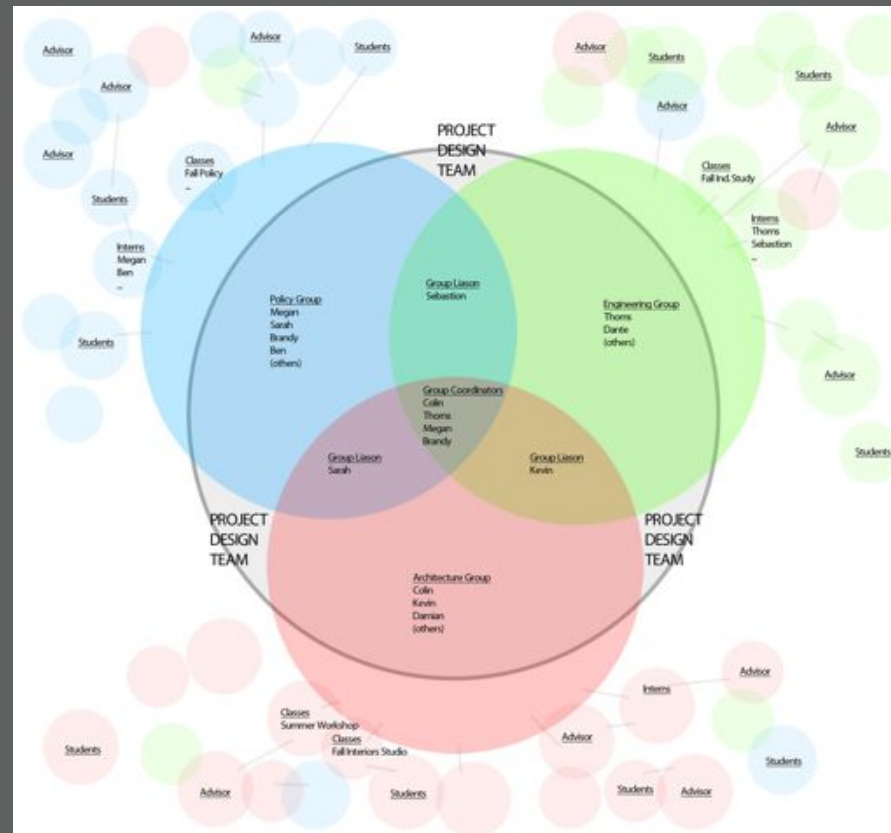 Advisor
Advisor
Students
Advisor
Advisor
Classes
Fall Policy
_
Students
Interns
Megan
Ben
_
Students
PROJECT
DESIGN
TEAM
Advisor
Students
Students
Advisor
Advisor
Classes
Fall Ind. Study
Interns
Thorns
Sebastion
_
Advisor
Students
Policy Group
Megan
Sarah
Brandy
Ben
(others)
Group Liason
Sebastion
Engineering Group
Thorns
Dante
(others)
Group Coordinators
Colin
Thorns
Megan
Brandy
Group Liason
Sarah
Group Liason
Kevin
PROJECT
DESIGN
TEAM
PROJECT
DESIGN
TEAM
Architecture Group
Colin
Kevin
Damian
(others)
Classes
Summer Workshop
Classes
Fall Interiors Studio
Students
Advisor
Students
Interns
Advisor
Advisor
Students
Students
Advisor